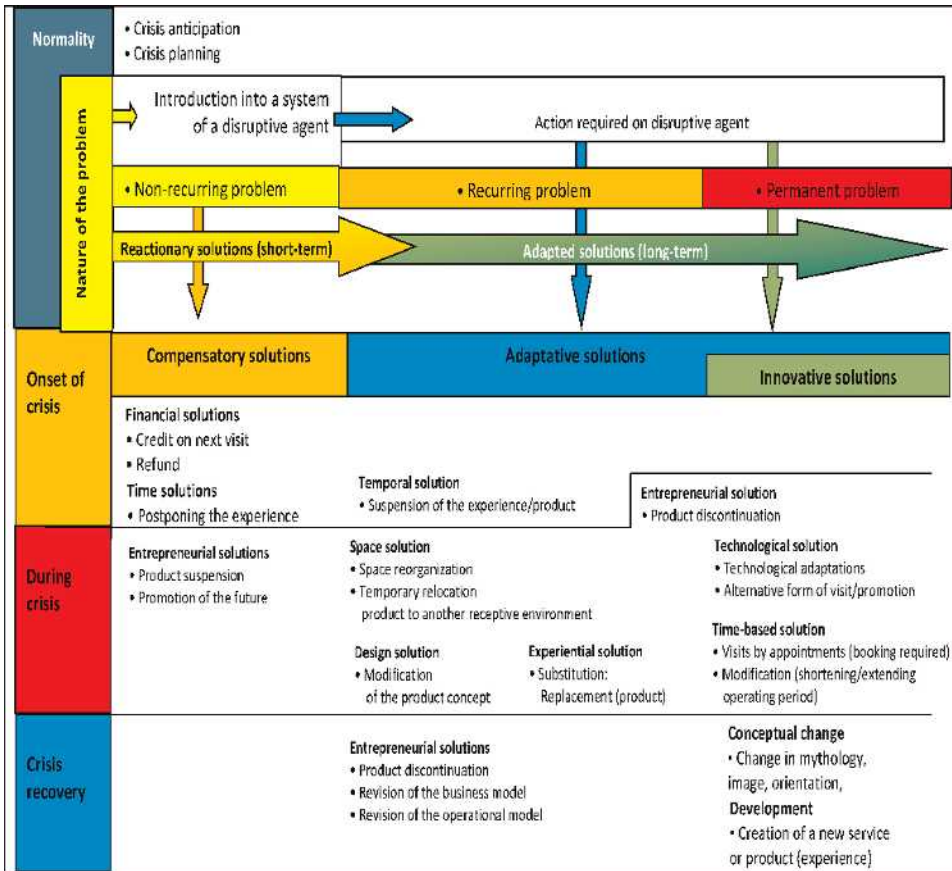 Normality
• Crisis anticipation
• Crisis planning
Nature of the problem
Introduction into a system
of a disruptive agent
Action required on disruptive agent
• Non-recurring problem
• Recurring problem
• Permanent problem
Reactionary solutions (short-term)
Adapted solutions (long-term)
Onset of
crisis
Compensatory solutions
Adaptative solutions
Innovative solutions
Financial solutions
• Credit on next visit
• Refund
Time solutions
• Postponing the experience
Temporal solution
• Suspension of the experience/product
Entrepreneurial solution
• Product discontinuation
During
crisis
Entrepreneurial solutions
• Product suspension
• Promotion of the future
Space solution
• Space reorganization
• Temporary relocation
product to another receptive environment
Design solution
• Modification
of the product concept
Experiential solution
• Substitution:
Replacement (product)
Technological solution
• Technological adaptations
• Alternative form of visit/promotion
Time-based solution
• Visits by appointments (booking required)
• Modification (shortening/extending
operating period)
Crisis
recovery
Entrepreneurial solutions
• Product discontinuation
• Revision of the business model
• Revision of the operational model
Conceptual change
• Change in mythology,
image, orientation,
Development
• Creation of a new service
or product (experience)